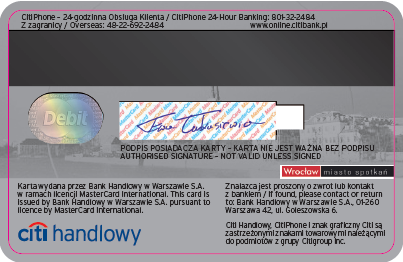 CitiPhone – 24-godzinna Obsługa Klienta / CitiPhone 24-Hour Banking: 801-32-2484
Z zagranicy / Overseas: 48-22-692-2484 www.online.citibank.pl
Debit
PODPIS POSIADACZA KARTY – KARTA NIE JEST WAŻNA BEZ PODPISU
AUTHORISED SIGNATURE – NOT VALID UNLESS SIGNED
Wrocław miasto spotkań
Karta wydana przez Bank Handlowy w Warszawie S.A.
w ramach licencji MasterCard International. This card is
issued by Bank Handlowy w Warszawie S.A. pursuant to
licence by MasterCard International.
citi handlowy
Znalazca jest proszony o zwrot lub kontakt
z bankiem / If found, please contact or return
to: Bank Handlowy w Warszawie S.A., 01-260
Warszawa 42, ul. Goleszowska 6.
Citi Handlowy, CitiPhone i znak graficzny Citi są
zastrzeżonymi znakami towarowymi należącymi
do podmiotów z grupy Citigroup Inc.